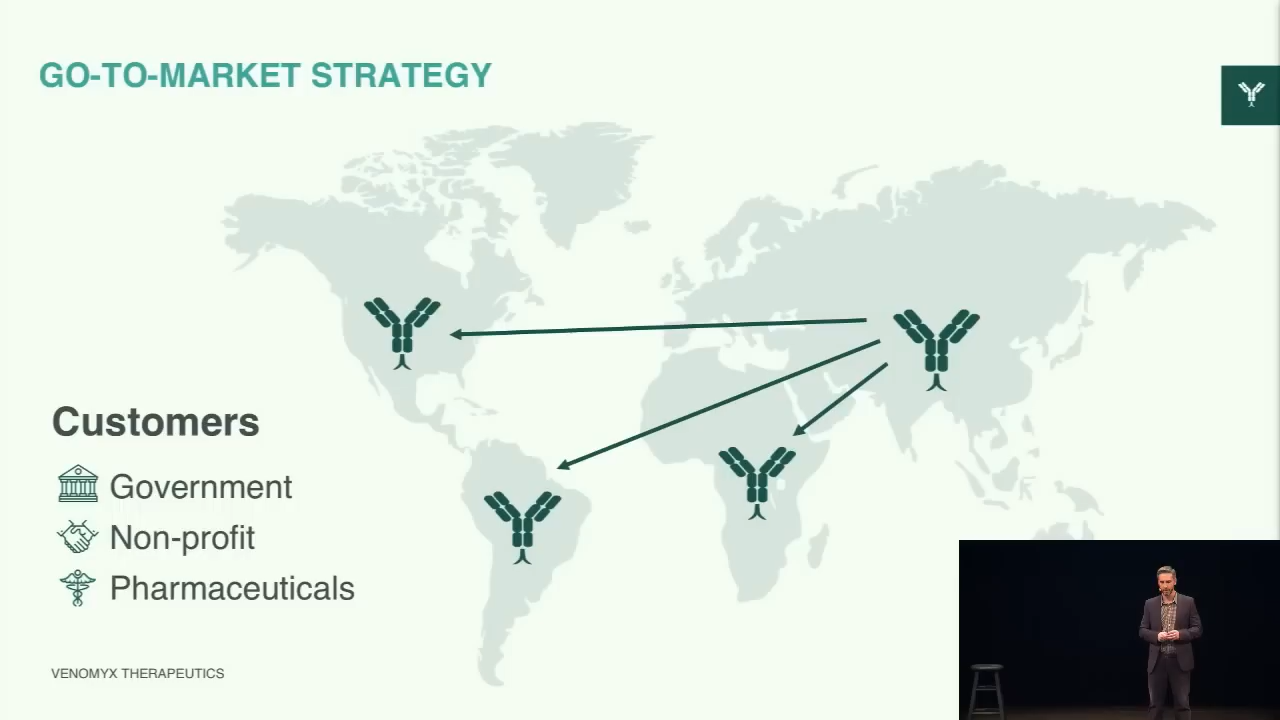 GO-TO-MARKET STRATEGY
Customers
Government
Non-profit
Pharmaceuticals
VENOMYX THERAPEUTICS